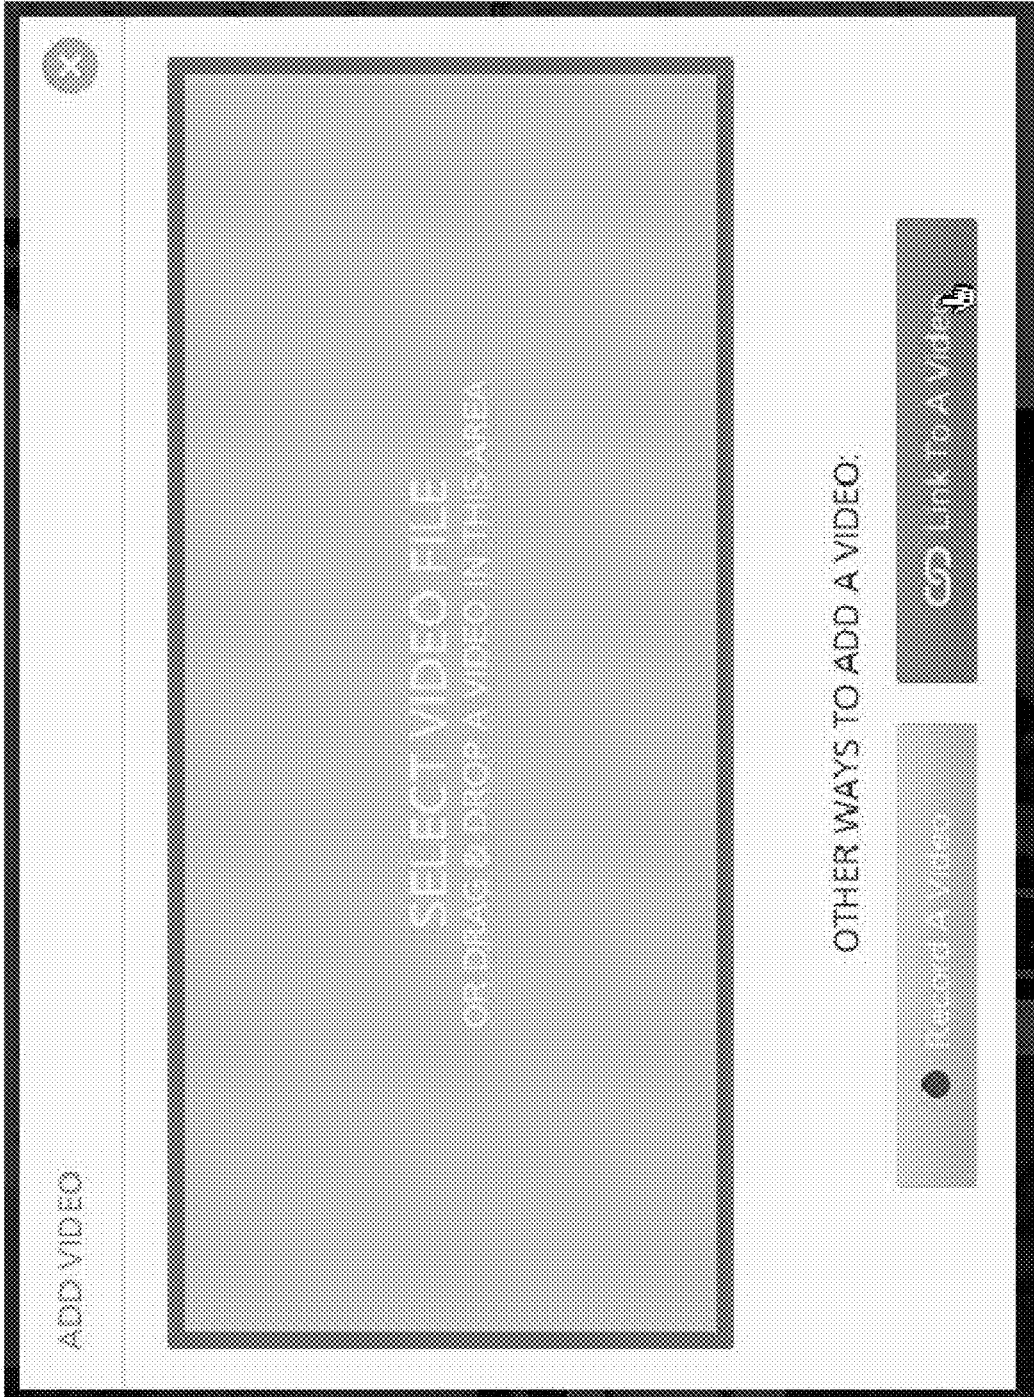 ADD VIDEO
SELECT VIDEO FILE
OR DRAG & DROP A VIDEO IN THIS AREA
OTHER WAYS TO ADD A VIDEO:
Record A Video
Link To A Video